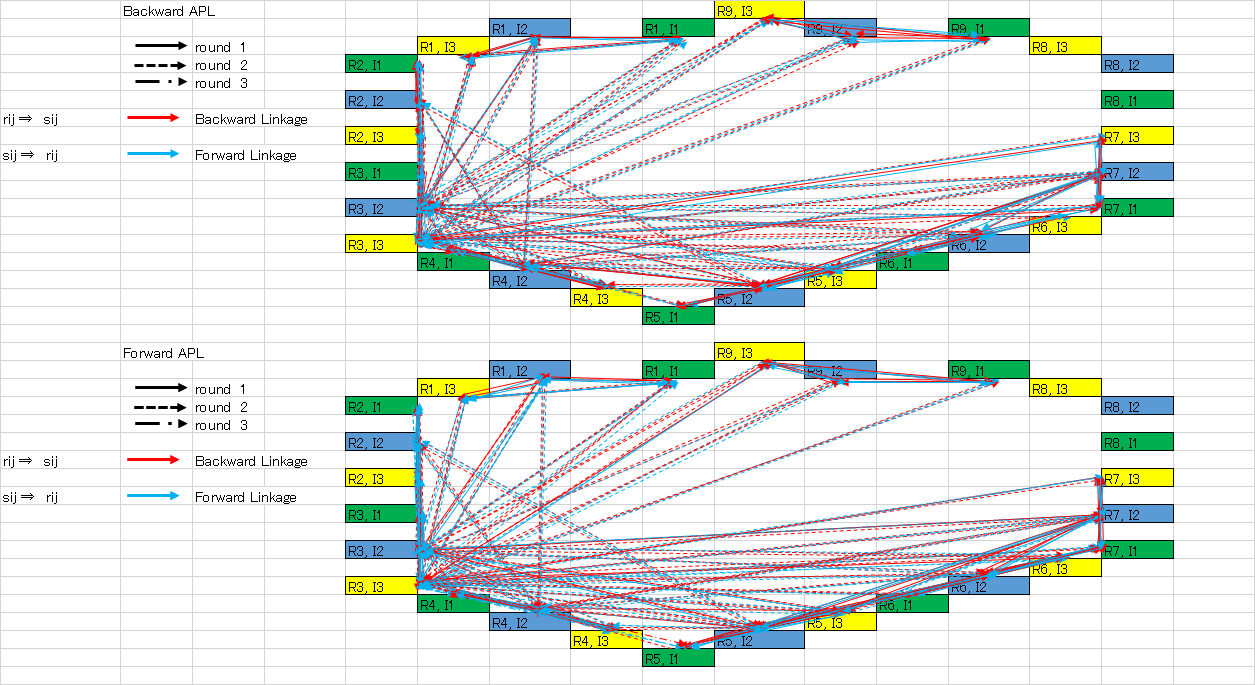 Backward APL
R9, I3
R1, I2
R1, I1
R9, I2
R9, I1
round 1
R1, I3
R8, I3
round 2
R2, I1
R8, I2
round 3
R2, I2
R8, I1
rij⇒ sij
Backward Linkage
R2, I3
R7, I3
sij⇒ rij
Forward Linkage
R3, I1
R7, I2
R3, I2
R7, I1
R6, I3
R3, I3
R6, I2
R4, I1
R6, I1
R4, I2
R5, I3
R4, I3
R5, I2
R5, I1
Forward APL
R9, I3
R1, I2
R1, I1
R9, I2
R9, I1
round 1
R1, I3
R8, I3
round 2
R2, I1
R8, I2
round 3
R2, I2
R8, I1
rij⇒ sij
Backward Linkage
R2, I3
R7, I3
sij⇒ rij
Forward Linkage
R3, I1
R7, I2
R3, I2
R7, I1
R6, I3
R3, I3
R6, I2
R4, I1
R6, I1
R4, I2
R5, I3
R4, I3
R5, I2
R5, I1